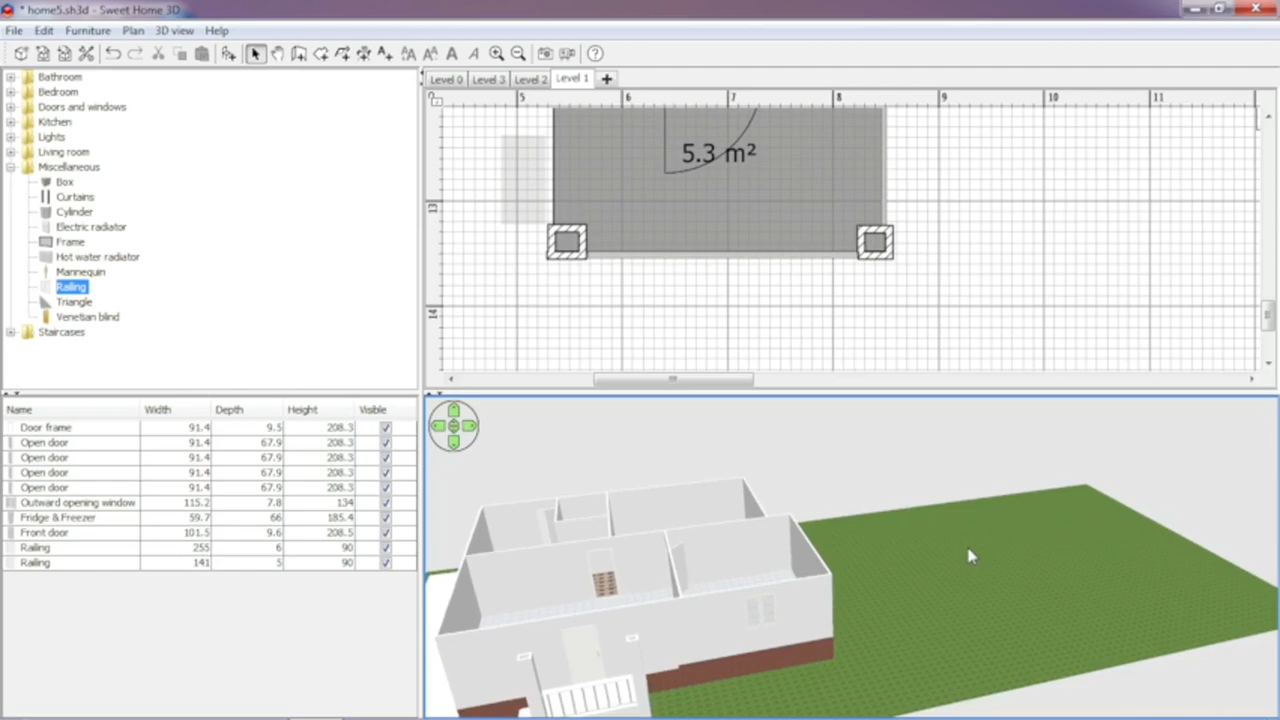 * home5.sh3d - Sweet Home 3D
File Edit Furniture Plan 3D view Help
Bathroom
Bedroom
Doors and windows
Kitchen
Lights
Living room
Miscellaneous
Box
Curtains
Cylinder
Electric radiator
Frame
Hot water radiator
Mannequin
Railing
Triangle
Venetian blind
Staircases
Level 0 Level 3 Level 2 Level 1
5 6 7 8 9 10 11
13
14
5.3 m²
Name Width Depth Height Visible
Door frame 91.4 9.5 208.3
Open door 91.4 67.9 208.3
Open door 91.4 67.9 208.3
Open door 91.4 67.9 208.3
Open door 91.4 67.9 208.3
Outward opening window 115.2 7.8 134
Fridge & Freezer 59.7 66 185.4
Front door 101.5 9.6 208.5
Railing 255 6 90
Railing 141 5 90